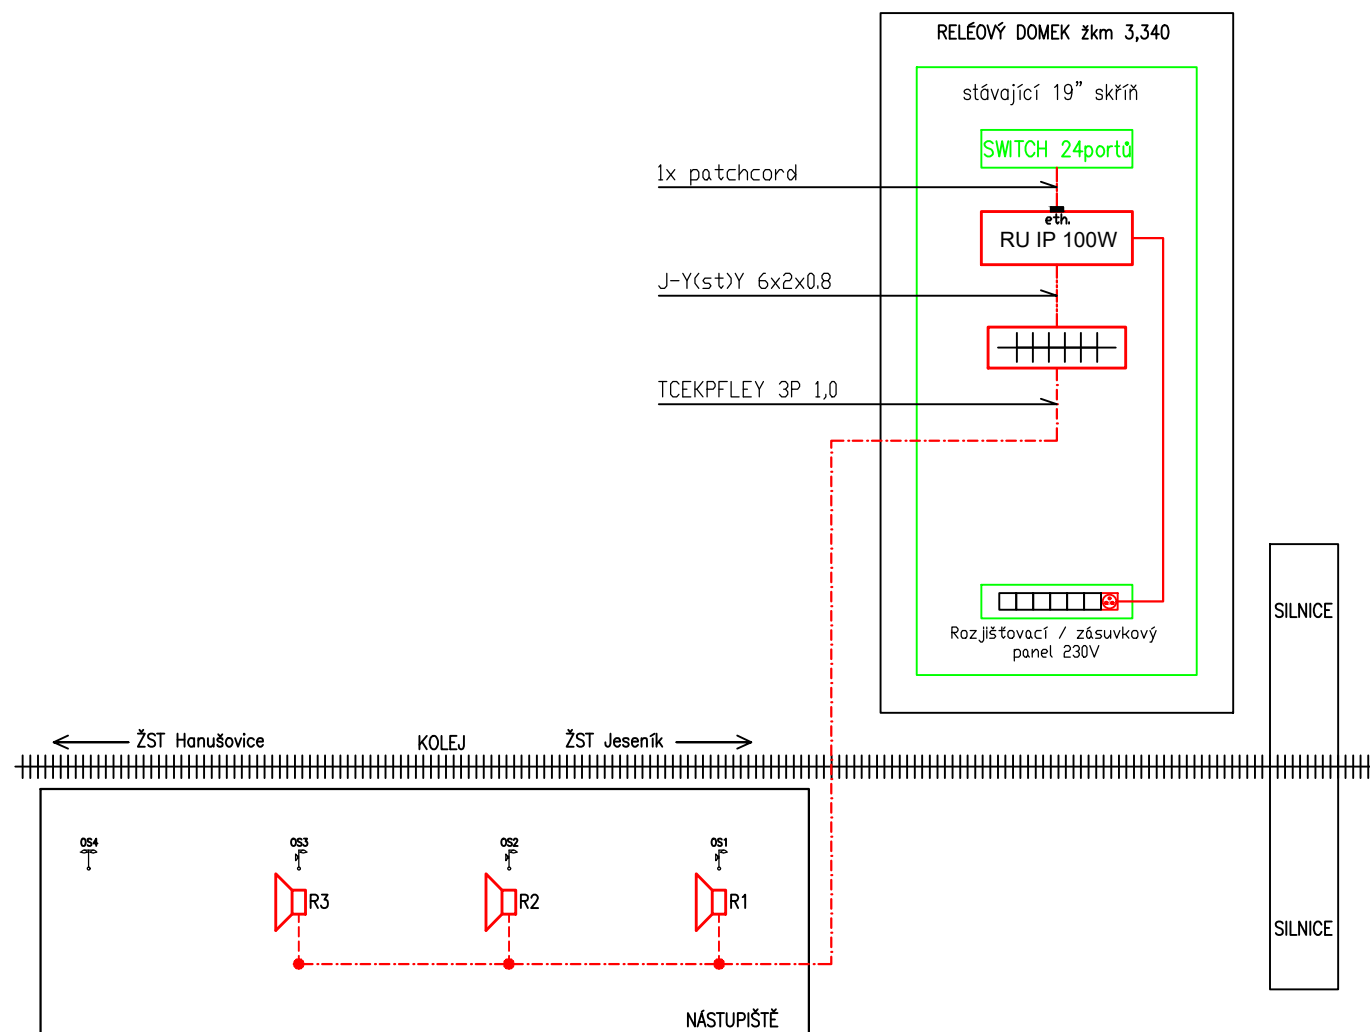 RELÉOVÝ DOMEK žkm 3,340
stávající 19" skříň
SWITCH 24portů
1x patchcord
eth.
RU IP 100W
J-Y(st)Y 6x2x0.8
TCEKPFLEY 3P 1,0
Rozjišťovací / zásuvkový
panel 230V
SILNICE
ŽST Hanušovice
KOLEJ
ŽST Jeseník
OS4
OS3
OS2
OS1
R3
R2
R1
SILNICE
NÁSTUPIŠTĚ